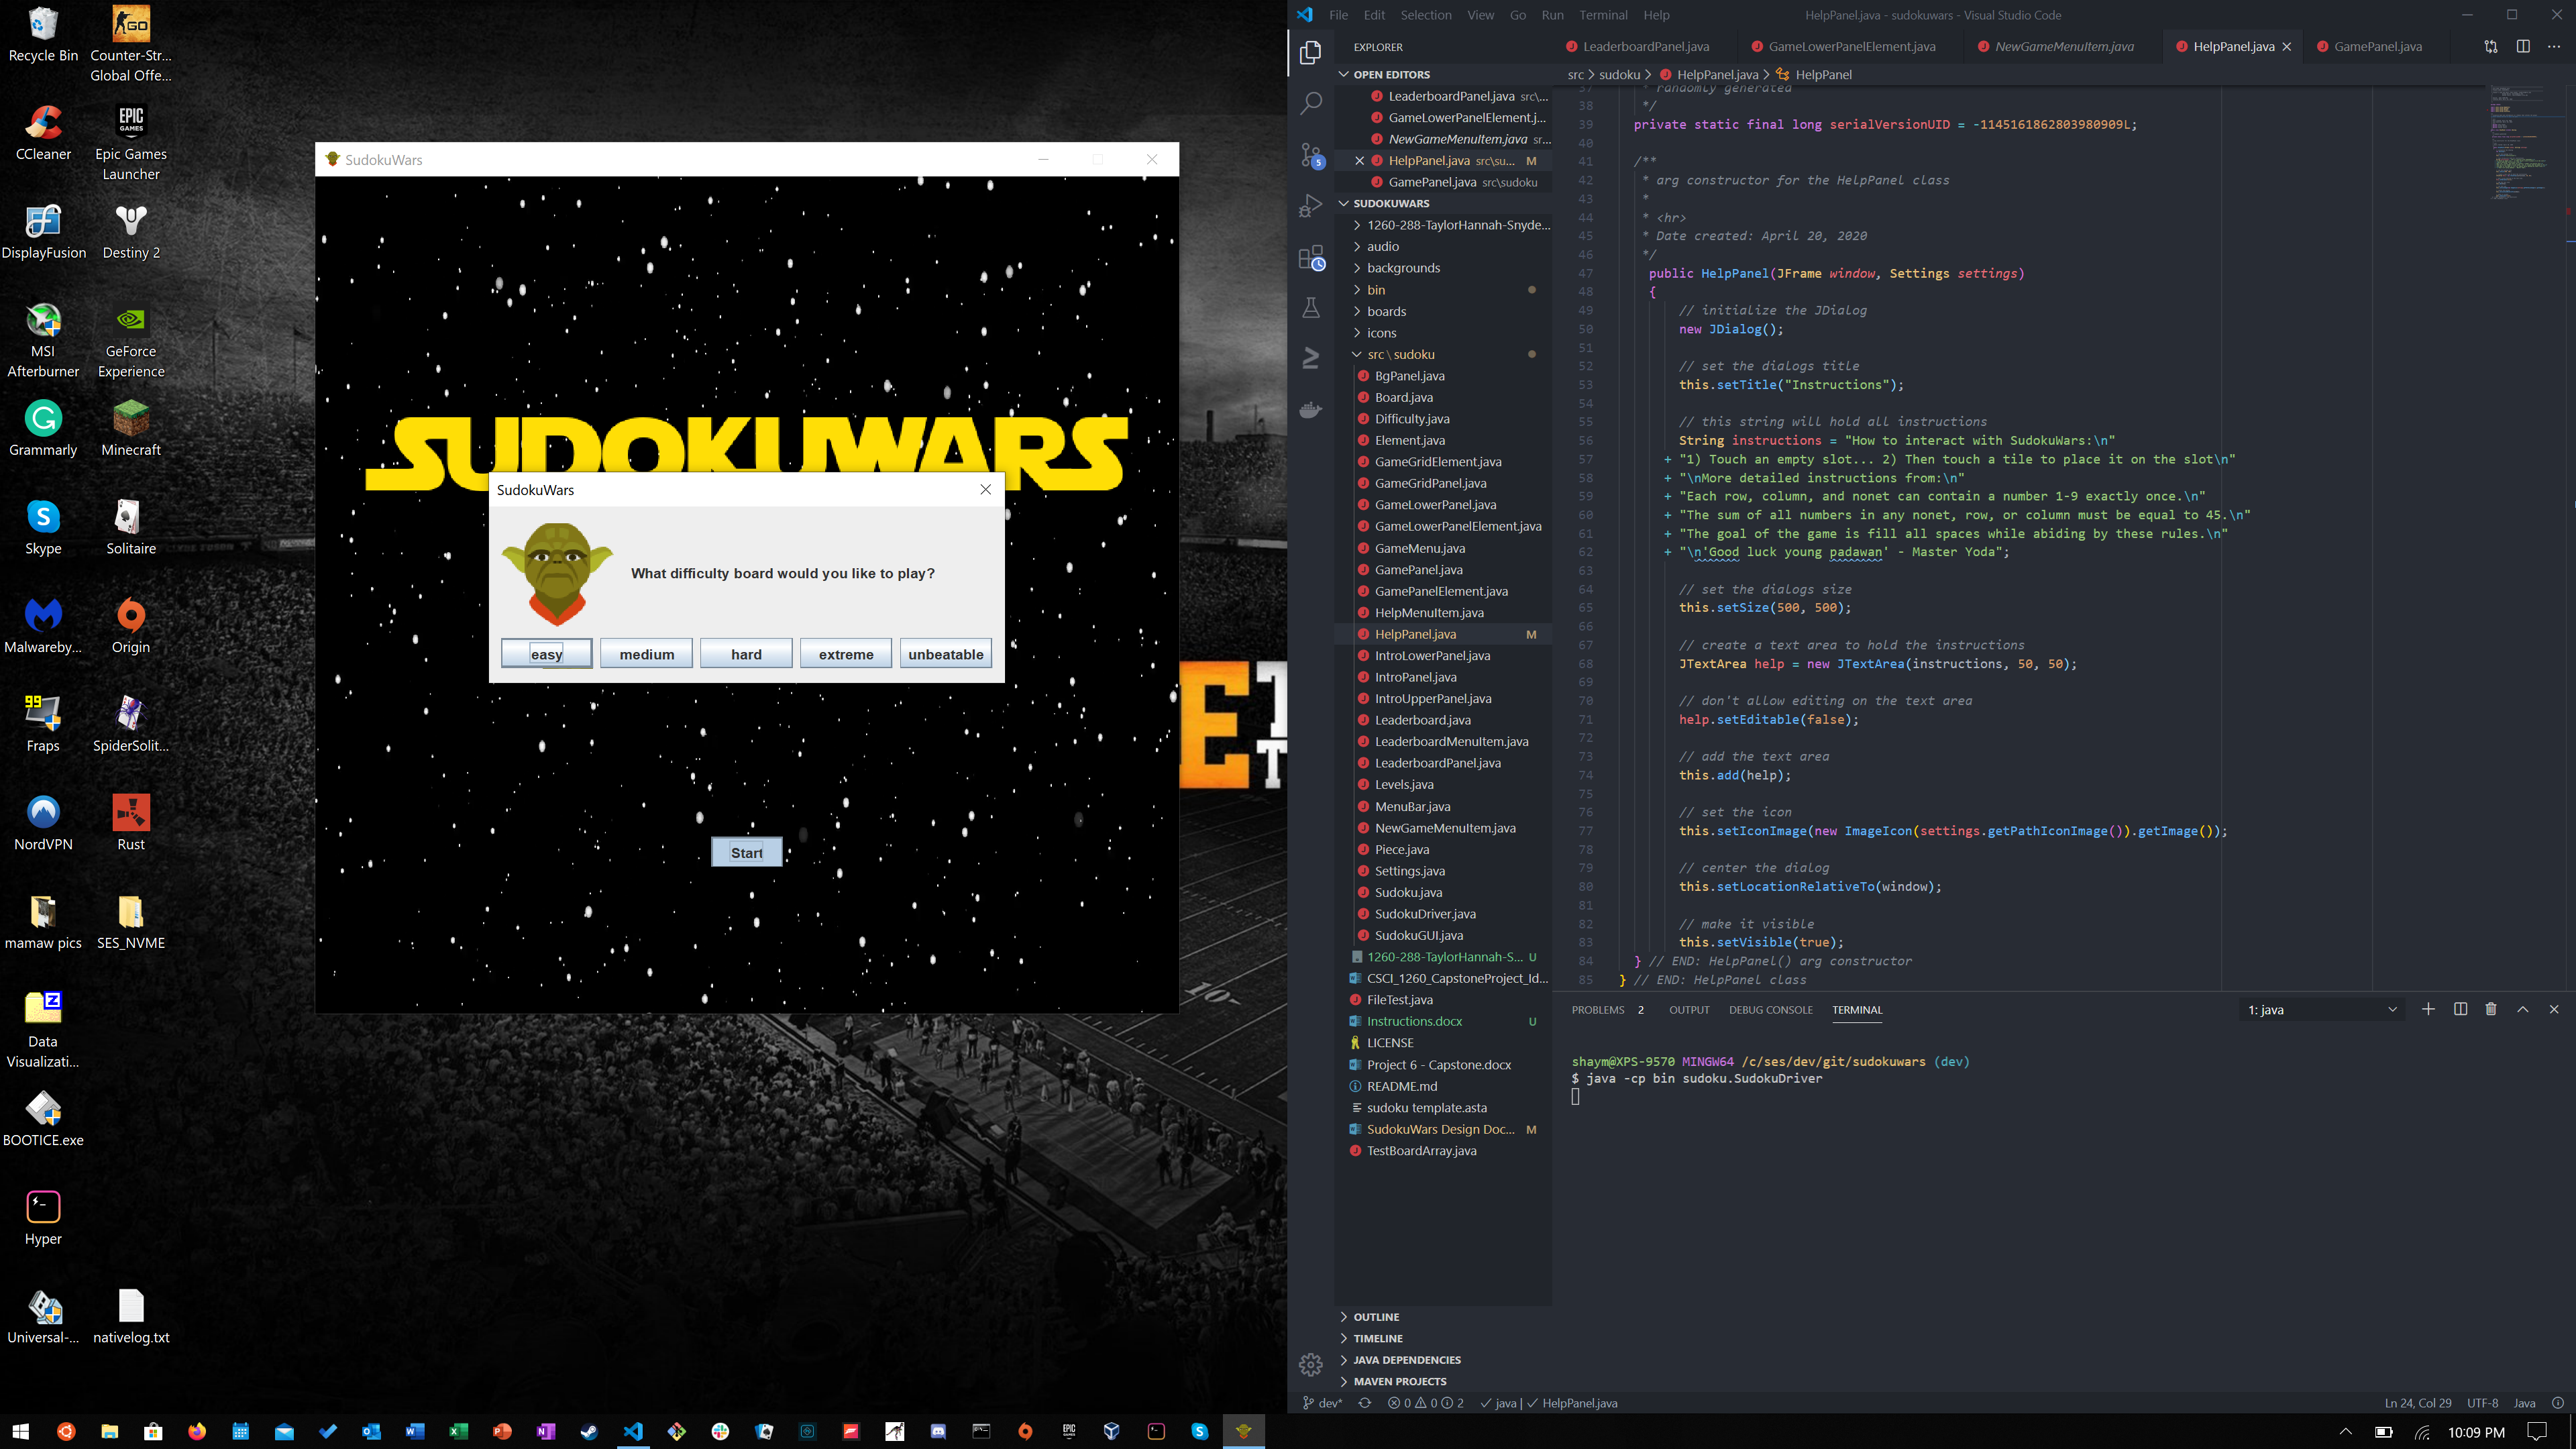 Recycle Bin
Counter-Str...
Global Offe...
CCleaner
EPIC
GAMES
Epic Games
Launcher
DisplayFusion
Destiny 2
MSI
Afterburner
GeForce
Experience
Grammarly
Minecraft
Skype
Solitaire
Malwareby...
Origin
99
Fraps
SpiderSolit...
NordVPN
Rust
mamaw pics
SES_NVME
Data
Visualizati...
BOOTICE.exe
Hyper
Universal-...
nativelog.txt
SudokuWars
SUDOKUWARS
SudokuWars
What difficulty board would you like to play?
easy
medium
hard
extreme
unbeatable
Start
File Edit Selection View Go Run Terminal Help
HelpPanel.java - sudokuwars - Visual Studio Code
EXPLORER
LeaderboardPanel.java
GameLowerPanelElement.java
NewGameMenuItem.java
HelpPanel.java
GamePanel.java
OPEN EDITORS
LeaderboardPanel.java src\...
GameLowerPanelElement.j...
NewGameMenuItem.java sr...
HelpPanel.java src\su... M
GamePanel.java src\sudoku
SUDOKUWARS
1260-288-TaylorHannah-Snyde...
audio
backgrounds
bin
boards
icons
src\sudoku
BgPanel.java
Board.java
Difficulty.java
Element.java
GameGridElement.java
GameGridPanel.java
GameLowerPanel.java
GameLowerPanelElement.java
GameMenu.java
GamePanel.java
GamePanelElement.java
HelpMenuItem.java
HelpPanel.java M
IntroLowerPanel.java
IntroPanel.java
IntroUpperPanel.java
Leaderboard.java
LeaderboardMenuItem.java
LeaderboardPanel.java
Levels.java
MenuBar.java
NewGameMenuItem.java
Piece.java
Settings.java
Sudoku.java
SudokuDriver.java
SudokuGUI.java
1260-288-TaylorHannah-S... U
CSCI_1260_CapstoneProject_Id...
FileTest.java
Instructions.docx U
LICENSE
Project 6 - Capstone.docx
README.md
sudoku template.asta
SudokuWars Design Doc... M
TestBoardArray.java
OUTLINE
TIMELINE
JAVA DEPENDENCIES
MAVEN PROJECTS
src > sudoku > HelpPanel.java > HelpPanel
37 * randomly generated
38 */
39 private static final long serialVersionUID = -1145161862803980909L;
40
41 /**
42 * arg constructor for the HelpPanel class
43 *
44 * <hr>
45 * Date created: April 20, 2020
46 */
47 public HelpPanel(JFrame window, Settings settings)
48 {
49 // initialize the JDialog
50 new JDialog();
51
52 // set the dialogs title
53 this.setTitle("Instructions");
54
55 // this string will hold all instructions
56 String instructions = "How to interact with SudokuWars:\n"
57 + "1) Touch an empty slot... 2) Then touch a tile to place it on the slot\n"
58 + "\nMore detailed instructions from:\n"
59 + "Each row, column, and nonet can contain a number 1-9 exactly once.\n"
60 + "The sum of all numbers in any nonet, row, or column must be equal to 45.\n"
61 + "The goal of the game is fill all spaces while abiding by these rules.\n"
62 + "\n'Good luck young padawan' - Master Yoda";
63
64 // set the dialogs size
65 this.setSize(500, 500);
66
67 // create a text area to hold the instructions
68 JTextArea help = new JTextArea(instructions, 50, 50);
69
70 // don't allow editing on the text area
71 help.setEditable(false);
72
73 // add the text area
74 this.add(help);
75
76 // set the icon
77 this.setIconImage(new ImageIcon(settings.getPathIconImage()).getImage());
78
79 // center the dialog
80 this.setLocationRelativeTo(window);
81
82 // make it visible
83 this.setVisible(true);
84 } // END: HelpPanel() arg constructor
85 } // END: HelpPanel class
PROBLEMS 2 OUTPUT DEBUG CONSOLE TERMINAL
1: java
shaym@XPS-9570 MINGW64 /c/ses/dev/git/sudokuwars (dev)
$ java -cp bin sudoku.SudokuDriver
dev* 0 0 2 java | HelpPanel.java
Ln 24, Col 29 UTF-8 Java
10:09 PM